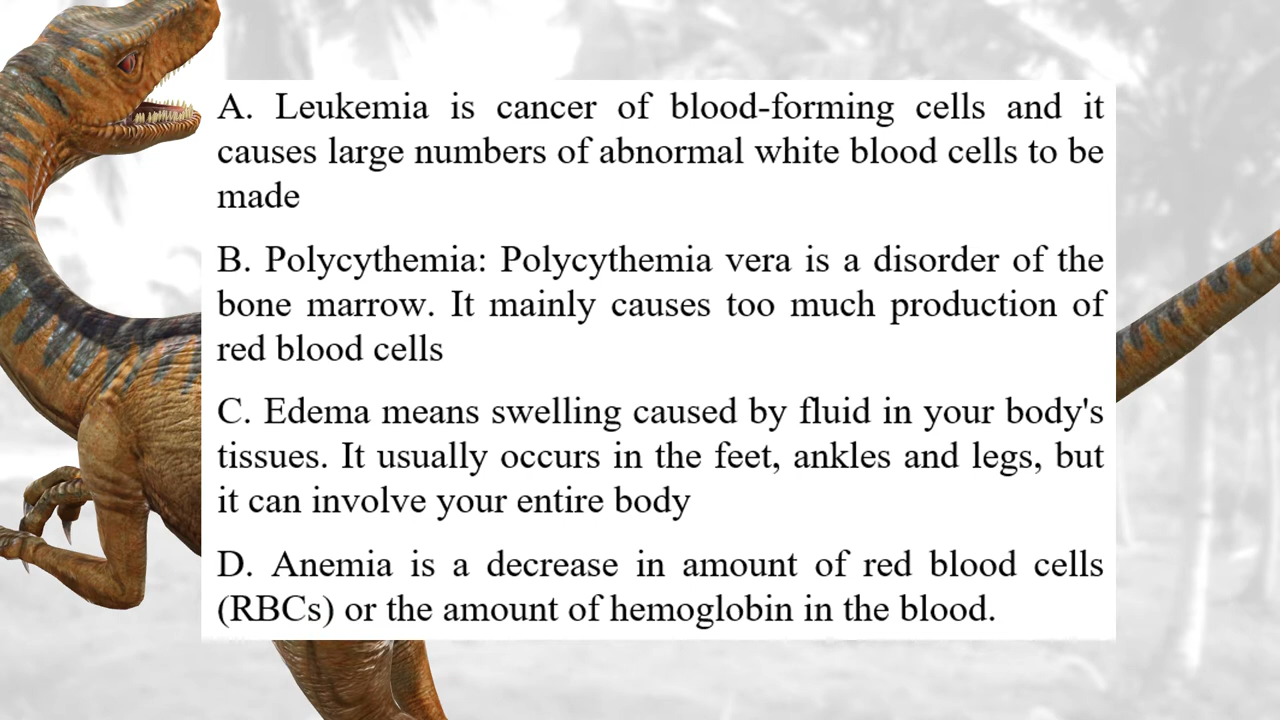 A. Leukemia is cancer of blood-forming cells and it
causes large numbers of abnormal white blood cells to be
made
B. Polycythemia: Polycythemia vera is a disorder of the
bone marrow. It mainly causes too much production of
red blood cells
C. Edema means swelling caused by fluid in your body's
tissues. It usually occurs in the feet, ankles and legs, but
it can involve your entire body
D. Anemia is a decrease in amount of red blood cells
(RBCs) or the amount of hemoglobin in the blood.